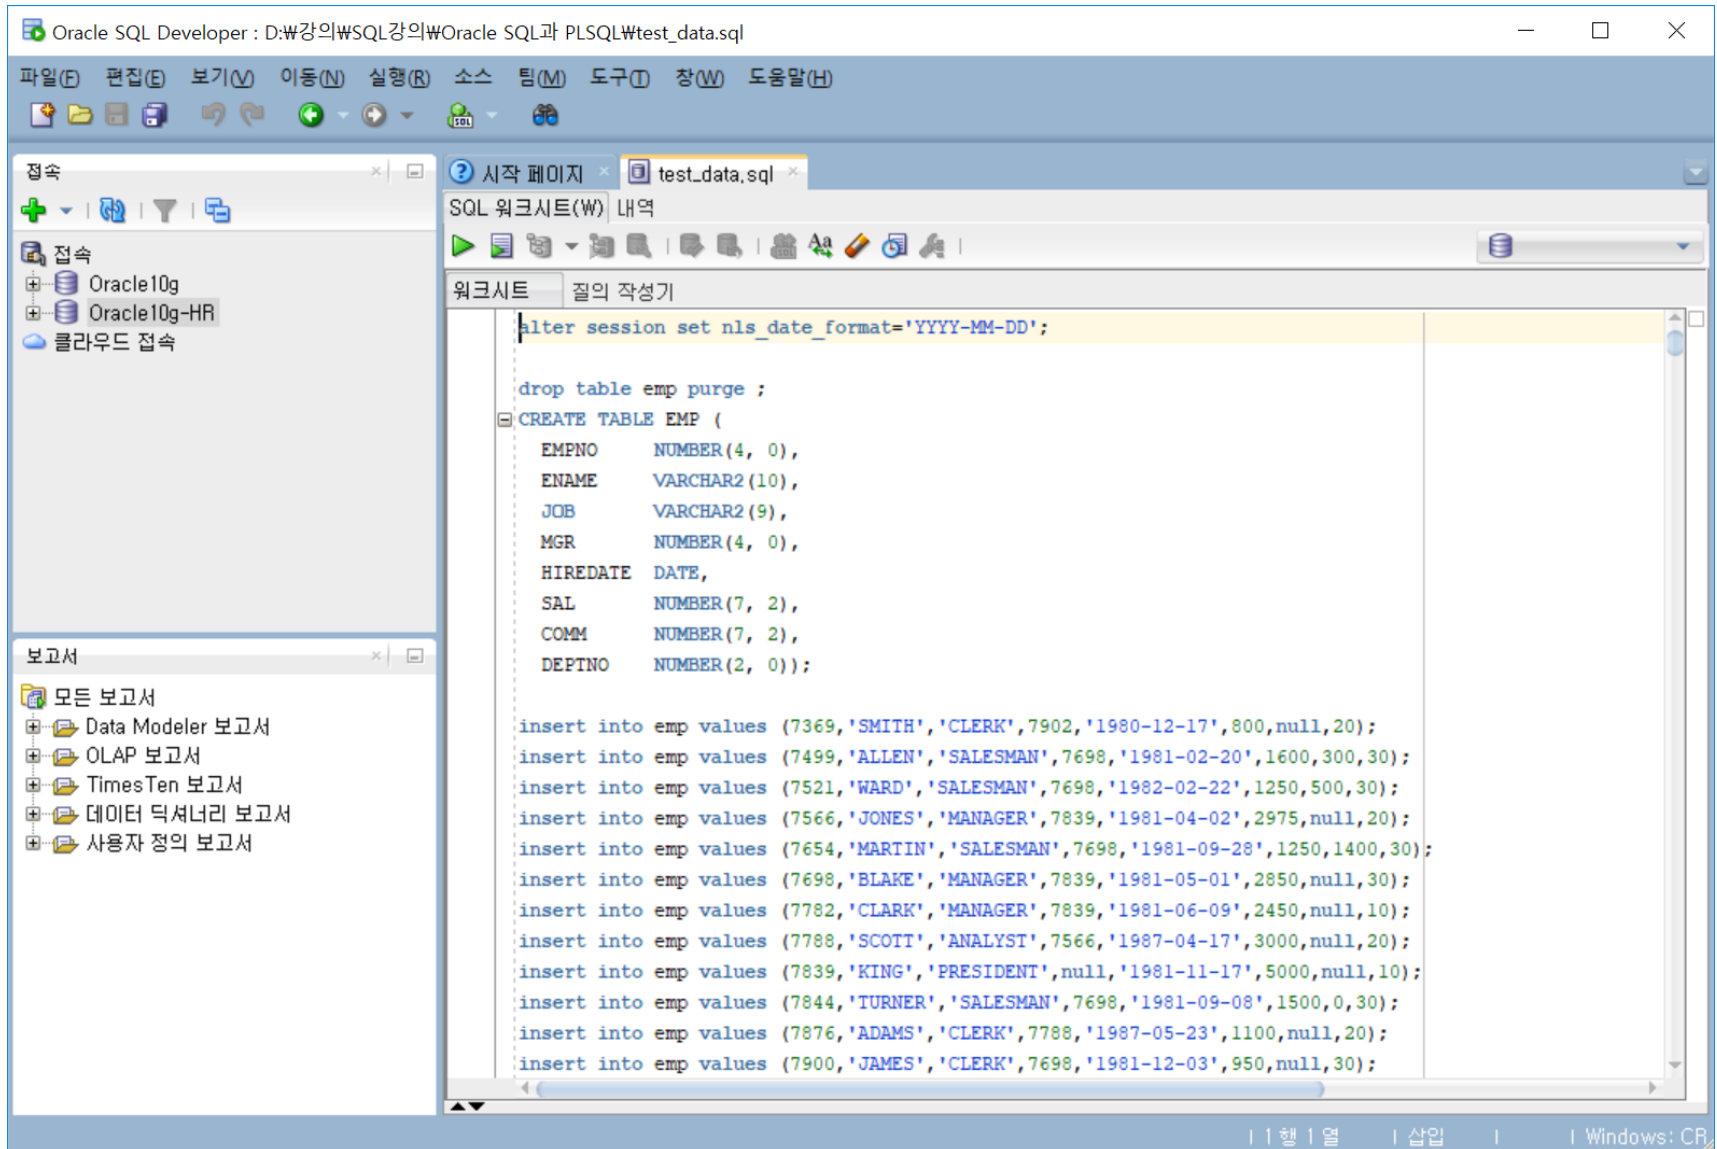 Oracle SQL Developer : D:₩강의₩SQL강의₩Oracle SQL과 PLSQL₩test_data.sql
파일(F) 편집(E) 보기(V) 이동(N) 실행(R) 소스 팀(M) 도구(T) 창(W) 도움말(H)
접속
시작 페이지 test_data.sql
SQL 워크시트(W) 내역
접속
Oracle10g
Oracle10g-HR
클라우드 접속
워크시트 질의 작성기
alter session set nls_date_format='YYYY-MM-DD';
drop table emp purge ;
CREATE TABLE EMP (
EMPNO NUMBER(4, 0),
ENAME VARCHAR2(10),
JOB VARCHAR2(9),
MGR NUMBER(4, 0),
HIREDATE DATE,
SAL NUMBER(7, 2),
COMM NUMBER(7, 2),
DEPTNO NUMBER(2, 0));
insert into emp values (7369,'SMITH','CLERK',7902,'1980-12-17',800,null,20);
insert into emp values (7499,'ALLEN','SALESMAN',7698,'1981-02-20',1600,300,30);
insert into emp values (7521,'WARD','SALESMAN',7698,'1982-02-22',1250,500,30);
insert into emp values (7566,'JONES','MANAGER',7839,'1981-04-02',2975,null,20);
insert into emp values (7654,'MARTIN','SALESMAN',7698,'1981-09-28',1250,1400,30);
insert into emp values (7698,'BLAKE','MANAGER',7839,'1981-05-01',2850,null,30);
insert into emp values (7782,'CLARK','MANAGER',7839,'1981-06-09',2450,null,10);
insert into emp values (7788,'SCOTT','ANALYST',7566,'1987-04-17',3000,null,20);
insert into emp values (7839,'KING','PRESIDENT',null,'1981-11-17',5000,null,10);
insert into emp values (7844,'TURNER','SALESMAN',7698,'1981-09-08',1500,0,30);
insert into emp values (7876,'ADAMS','CLERK',7788,'1987-05-23',1100,null,20);
insert into emp values (7900,'JAMES','CLERK',7698,'1981-12-03',950,null,30);
보고서
모든 보고서
Data Modeler 보고서
OLAP 보고서
TimesTen 보고서
데이터 딕셔너리 보고서
사용자 정의 보고서
1 행 1 열 삽입 Windows: CR